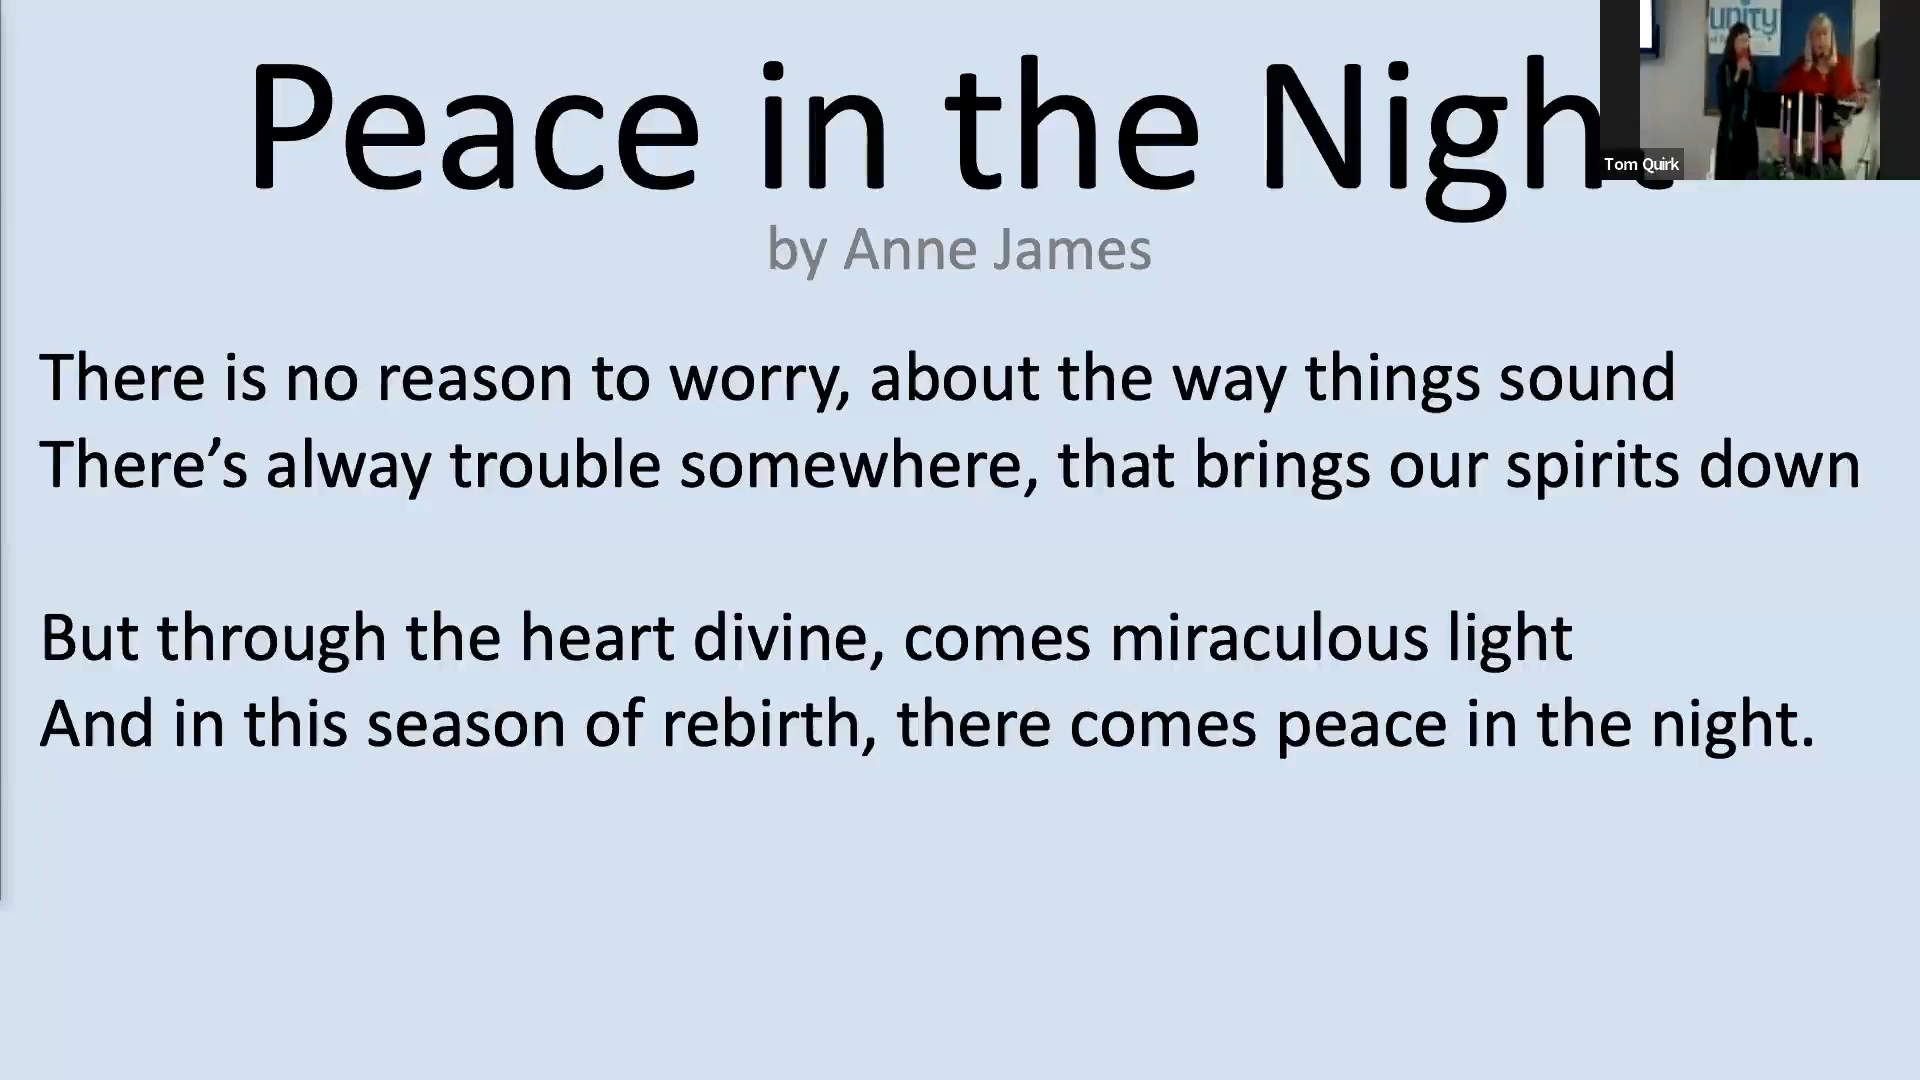 Peace in the Night
by Anne James
There is no reason to worry, about the way things sound
There’s alway trouble somewhere, that brings our spirits down
But through the heart divine, comes miraculous light
And in this season of rebirth, there comes peace in the night.
unity
Tom Quirk